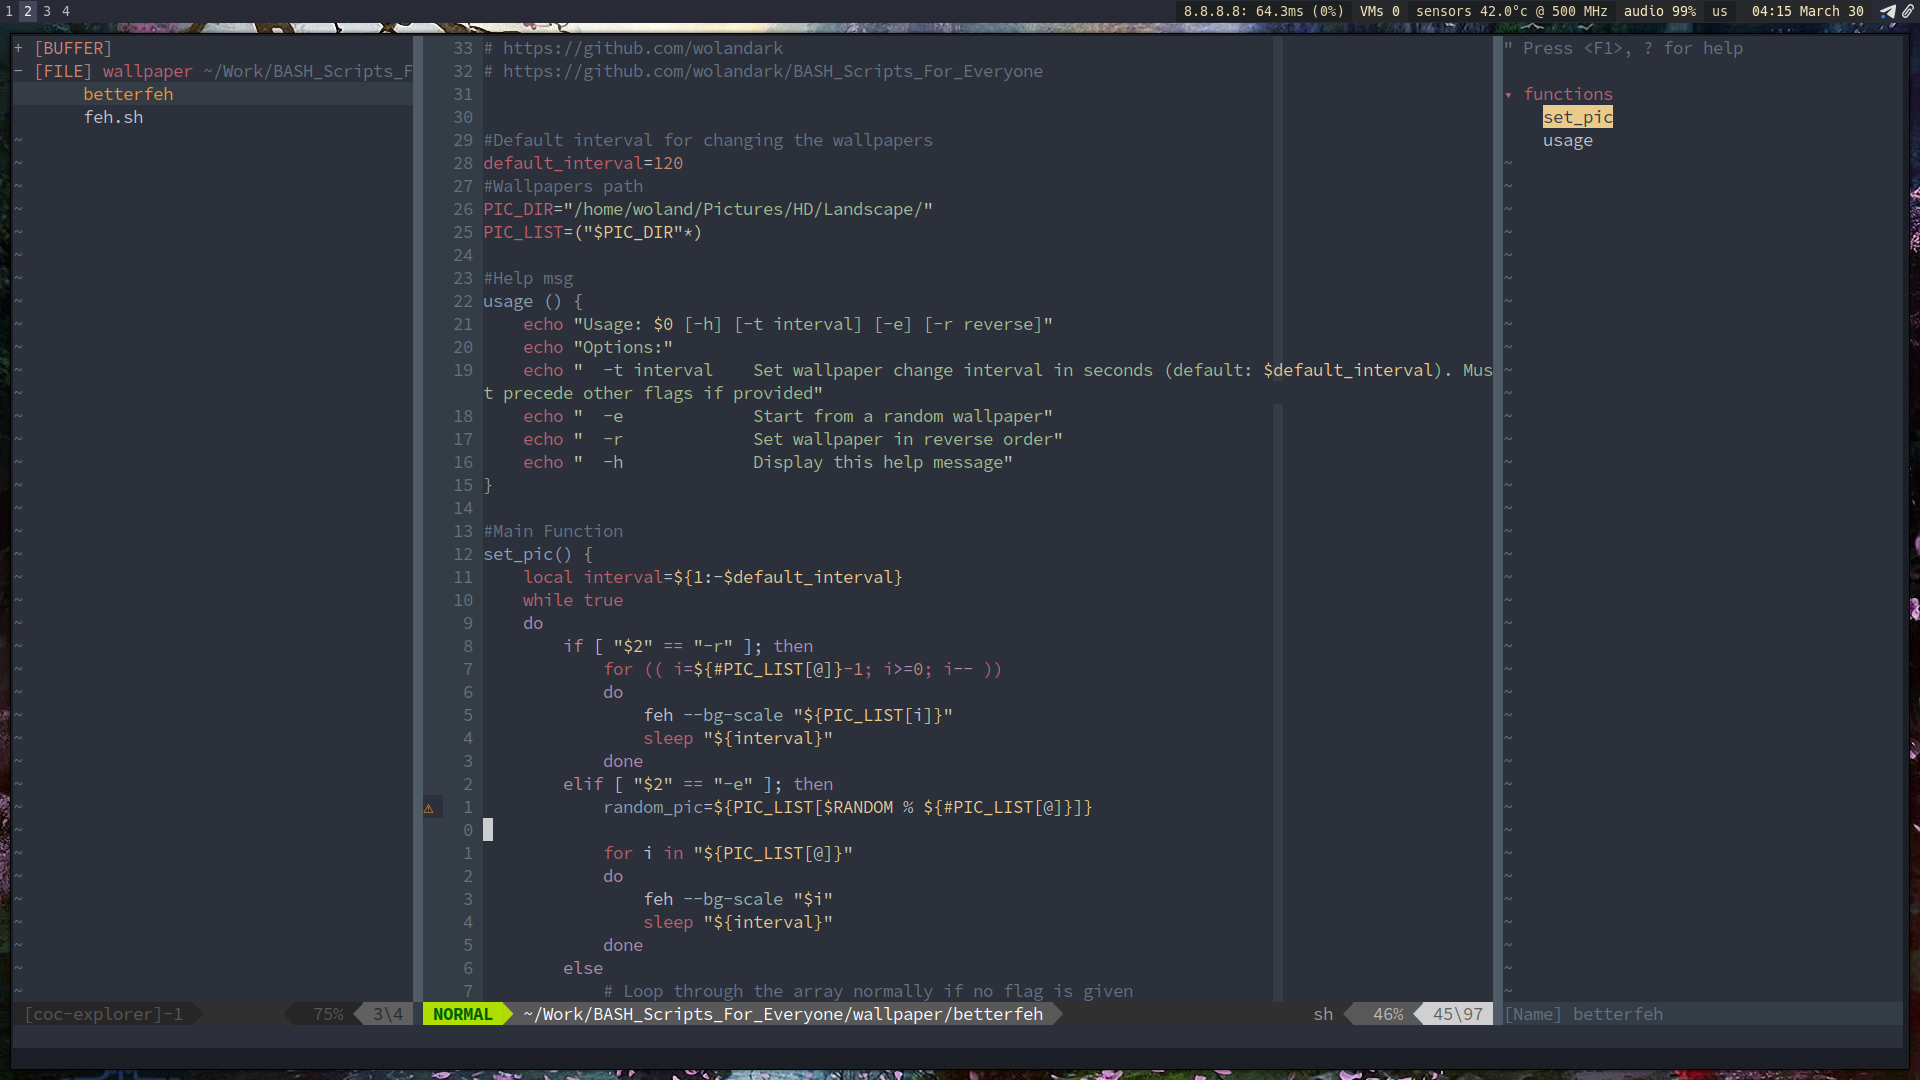 1 2 3 4
8.8.8.8: 64.3ms (0%) VMs 0 sensors 42.0°c @ 500 MHz audio 99% us 04:15 March 30
+ [BUFFER]
- [FILE] wallpaper ~/Work/BASH_Scripts_F
betterfeh
feh.sh
33 # https://github.com/wolandark
32 # https://github.com/wolandark/BASH_Scripts_For_Everyone
31
30
29 #Default interval for changing the wallpapers
28 default_interval=120
27 #Wallpapers path
26 PIC_DIR="/home/woland/Pictures/HD/Landscape/"
25 PIC_LIST=("$PIC_DIR"*)
24
23 #Help msg
22 usage () {
21     echo "Usage: $0 [-h] [-t interval] [-e] [-r reverse]"
20     echo "Options:"
19     echo "  -t interval    Set wallpaper change interval in seconds (default: $default_interval). Mus
t precede other flags if provided"
18     echo "  -e             Start from a random wallpaper"
17     echo "  -r             Set wallpaper in reverse order"
16     echo "  -h             Display this help message"
15 }
14
13 #Main Function
12 set_pic() {
11     local interval=${1:-$default_interval}
10     while true
9     do
8         if [ "$2" == "-r" ]; then
7             for (( i=${#PIC_LIST[@]}-1; i>=0; i-- ))
6             do
5                 feh --bg-scale "${PIC_LIST[i]}"
4                 sleep "${interval}"
3             done
2         elif [ "$2" == "-e" ]; then
⚠ 1             random_pic=${PIC_LIST[$RANDOM % ${#PIC_LIST[@]}]}
0
1             for i in "${PIC_LIST[@]}"
2             do
3                 feh --bg-scale "$i"
4                 sleep "${interval}"
5             done
6         else
7             # Loop through the array normally if no flag is given
" Press <F1>, ? for help
▾ functions
set_pic
usage
[coc-explorer]-1 75% 3\4
NORMAL ~/Work/BASH_Scripts_For_Everyone/wallpaper/betterfeh sh 46% 45\97
[Name] betterfeh